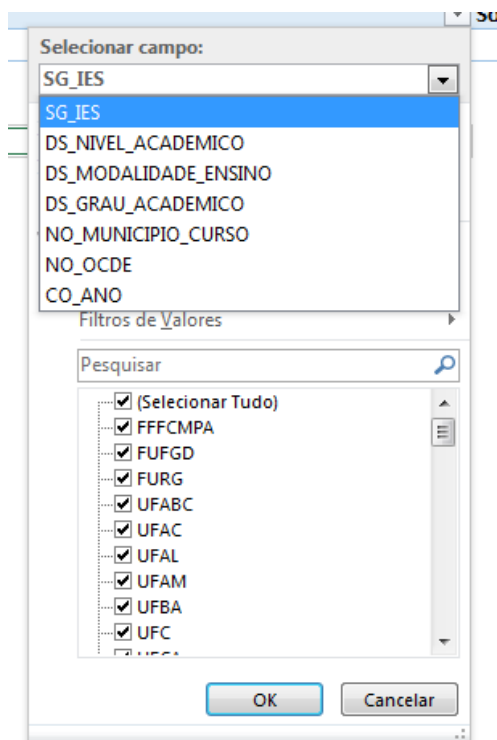 So
Selecionar campo:
SG_IES
SG_IES
DS_NIVEL_ACADEMICO
DS_MODALIDADE_ENSINO
DS_GRAU_ACADEMICO
NO_MUNICIPIO_CURSO
NO_OCDE
CO_ANO
Filtros de Valores
Pesquisar
(Selecionar Tudo)
FFFCMPA
FUFGD
FURG
UFABC
UFAC
UFAL
UFAM
UFBA
UFC
OK Cancelar